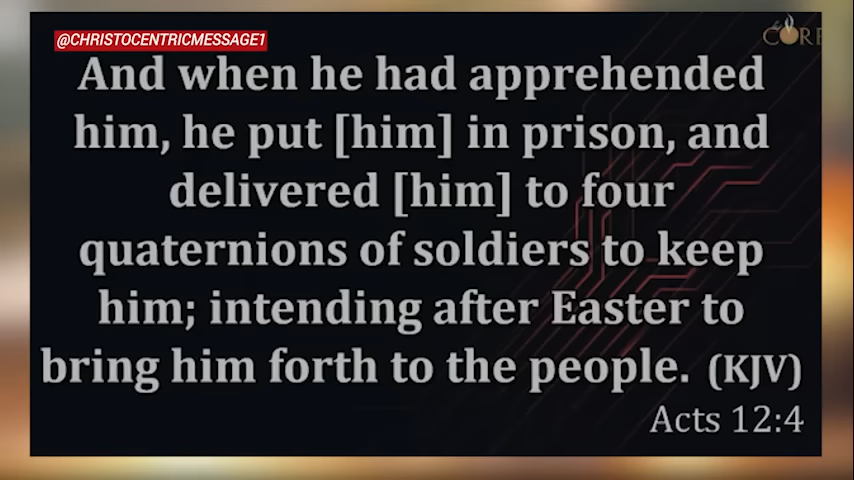 @CHRISTOCENTRICMESSAGE1
And when he had apprehended
him, he put [him] in prison, and
delivered [him] to four
quaternions of soldiers to keep
him; intending after Easter to
bring him forth to the people. (KJV)
Acts 12:4